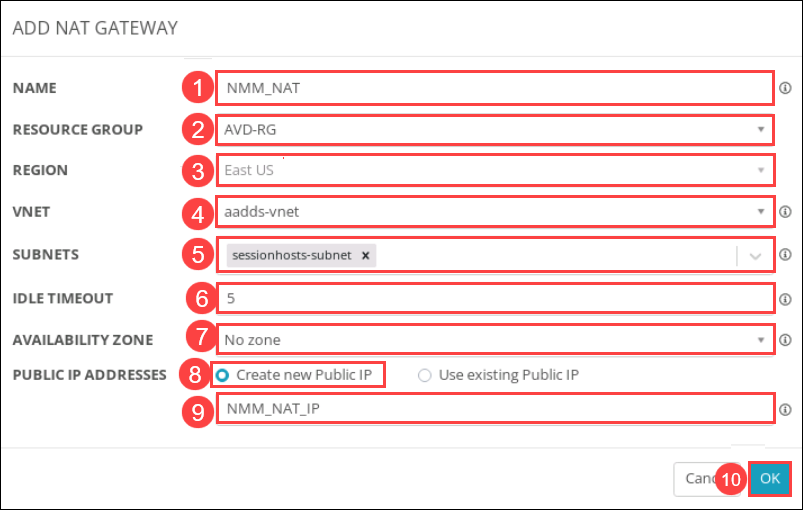 ADD NAT GATEWAY
NAME 1 NMM_NAT
RESOURCE GROUP 2 AVD-RG
REGION 3 East US
VNET 4 aadds-vnet
SUBNETS 5 sessionhosts-subnet x
IDLE TIMEOUT 6 5
AVAILABILITY ZONE 7 No zone
PUBLIC IP ADDRESSES 8 Create new Public IP Use existing Public IP
9 NMM_NAT_IP
10 OK